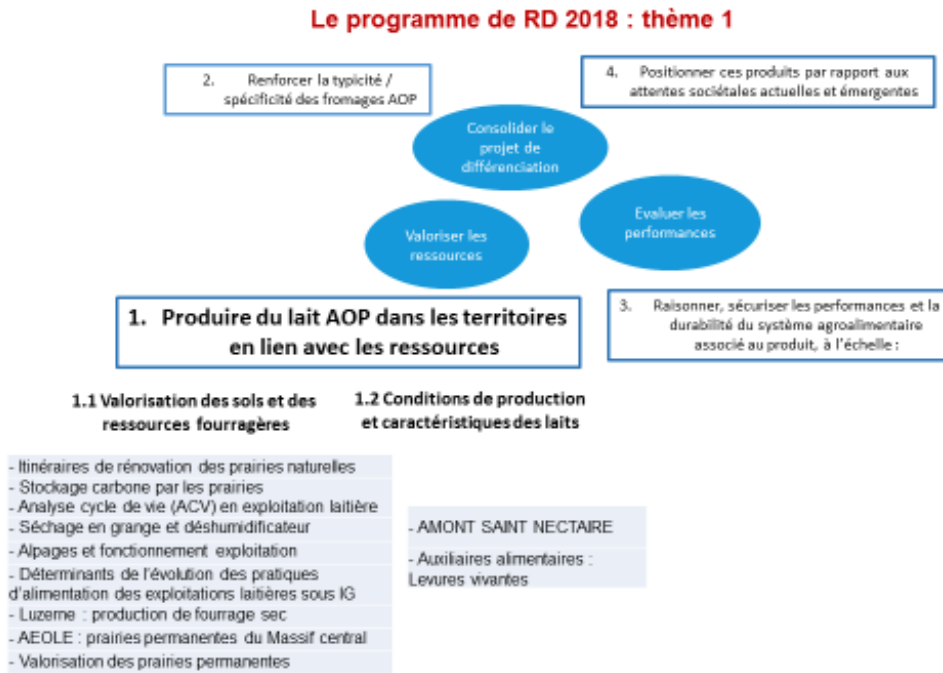 Le programme de RD 2018 : thème 1
2. Renforcer la typicité /
spécificité des fromages AOP
4. Positionner ces produits par rapport aux
attentes sociétales actuelles et émergentes
Consolider le
projet de
différenciation
Valoriser les
ressources
Evaluer les
performances
1. Produire du lait AOP dans les territoires
en lien avec les ressources
3. Raisonner, sécuriser les performances et la
durabilité du système agroalimentaire
associé au produit, à l'échelle :
1.1 Valorisation des sols et des
ressources fourragères
1.2 Conditions de production
et caractéristiques des laits
- Itinéraires de rénovation des prairies naturelles
- Stockage carbone par les prairies
- Analyse cycle de vie (ACV) en exploitation laitière
- Séchage en grange et déshumidificateur
- Alpages et fonctionnement exploitation
- Déterminants de l'évolution des pratiques
d'alimentation des exploitations laitières sous IG
- Luzerne : production de fourrage sec
- AEOLE : prairies permanentes du Massif central
- Valorisation des prairies permanentes
- AMONT SAINT NECTAIRE
- Auxiliaires alimentaires :
Levures vivantes